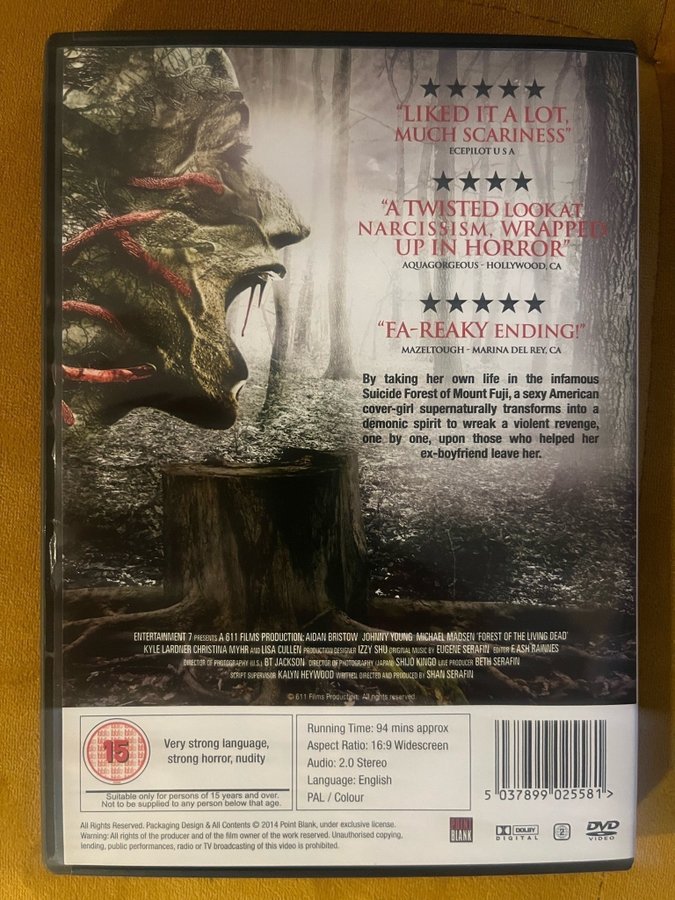 ★★★★★
"LIKED IT A LOT,
MUCH SCARINESS"
ECEPILOT U S A
★★★★
"A TWISTED LOOK AT
NARCISSISM, WRAPPED
UP IN HORROR"
AQUAGORGEOUS - HOLLYWOOD, CA
★★★★★
"FA-REAKY ENDING!"
MAZELTOUGH - MARINA DEL REY, CA
By taking her own life in the infamous
Suicide Forest of Mount Fuji, a sexy American
cover-girl supernaturally transforms into a
demonic spirit to wreak a violent revenge,
one by one, upon those who helped her
ex-boyfriend leave her.
ENTERTAINMENT 7 PRESENTS A 611 FILMS PRODUCTION: AIDAN BRISTOW JOHNNY YOUNG MICHAEL MADSEN 'FOREST OF THE LIVING DEAD'
KYLE LARDNER CHRISTINA MYHR AND LISA CULLEN PRODUCTION DESIGNER IZZY SHU ORIGINAL MUSIC BY EUGENE SERAFIN EDITOR E ASH RAINNES
DIRECTOR OF PHOTOGRAPHY (U.S.) BT JACKSON DIRECTOR OF PHOTOGRAPHY (JAPAN) SHUJO KINGO LINE PRODUCER BETH SERAFIN
SCRIPT SUPERVISOR KALYN HEYWOOD WRITTEN, DIRECTED AND PRODUCED BY SHAN SERAFIN
© 611 Films Production. All rights reserved.
15
Very strong language,
strong horror, nudity
Suitable only for persons of 15 years and over.
Not to be supplied to any person below that age.
Running Time: 94 mins approx
Aspect Ratio: 16:9 Widescreen
Audio: 2.0 Stereo
Language: English
PAL / Colour
5 037899 025581 >
All Rights Reserved. Packaging Design & All Contents © 2014 Point Blank, under exclusive license.
Warning: All rights of the producer and of the film owner of the work reserved. Unauthorised copying,
lending, public performances, radio or TV broadcasting of this video is prohibited.
POINT
BLANK
DOLBY
DIGITAL
2
DVD
VIDEO